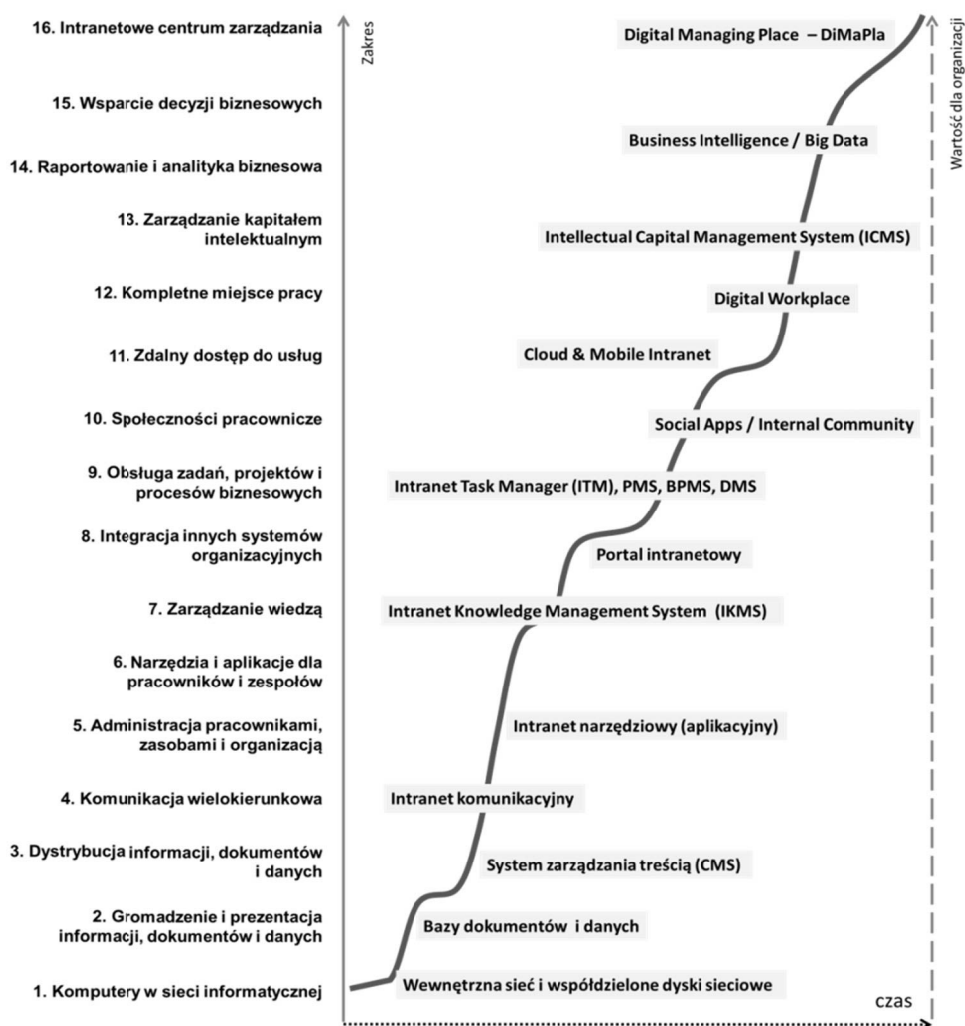 16. Intranetowe centrum zarządzania
Zakres
Digital Managing Place – DiMaPla
Wartość dla organizacji
15. Wsparcie decyzji biznesowych
Business Intelligence / Big Data
14. Raportowanie i analityka biznesowa
13. Zarządzanie kapitałem
intelektualnym
Intellectual Capital Management System (ICMS)
12. Kompletne miejsce pracy
Digital Workplace
11. Zdalny dostęp do usług
Cloud & Mobile Intranet
10. Społeczności pracownicze
Social Apps / Internal Community
9. Obsługa zadań, projektów i
procesów biznesowych
Intranet Task Manager (ITM), PMS, BPMS, DMS
8. Integracja innych systemów
organizacyjnych
Portal intranetowy
7. Zarządzanie wiedzą
Intranet Knowledge Management System (IKMS)
6. Narzędzia i aplikacje dla
pracowników i zespołów
5. Administracja pracownikami,
zasobami i organizacją
Intranet narzędziowy (aplikacyjny)
4. Komunikacja wielokierunkowa
Intranet komunikacyjny
3. Dystrybucja informacji, dokumentów
i danych
System zarządzania treścią (CMS)
2. Gromadzenie i prezentacja
informacji, dokumentów i danych
Bazy dokumentów i danych
1. Komputery w sieci informatycznej
Wewnętrzna sieć i współdzielone dyski sieciowe
czas